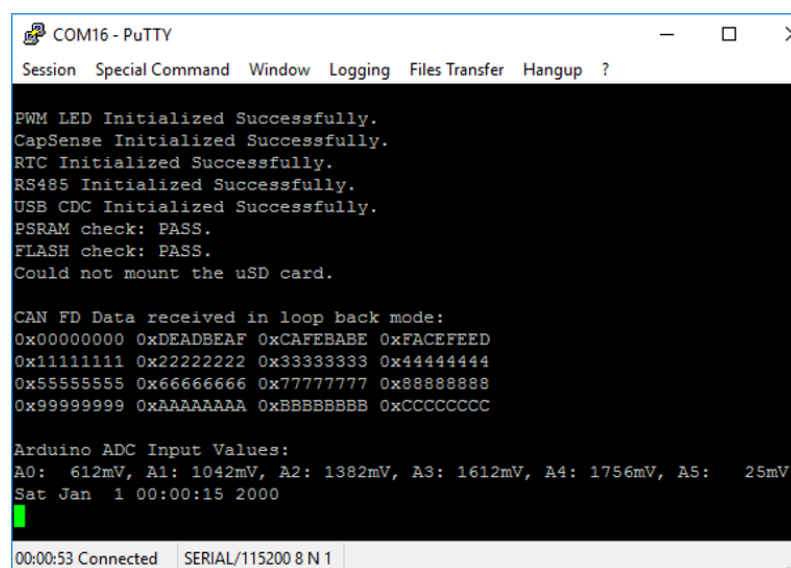 COM16 - PuTTY
Session Special Command Window Logging Files Transfer Hangup ?
PWM LED Initialized Successfully.
CapSense Initialized Successfully.
RTC Initialized Successfully.
RS485 Initialized Successfully.
USB CDC Initialized Successfully.
PSRAM check: PASS.
FLASH check: PASS.
Could not mount the uSD card.
CAN FD Data received in loop back mode:
0x00000000 0xDEADBEAF 0xCAFEBABE 0xFACEFEED
0x11111111 0x22222222 0x33333333 0x44444444
0x55555555 0x66666666 0x77777777 0x88888888
0x99999999 0xAAAAAAAA 0xBBBBBBBB 0xCCCCCCCC
Arduino ADC Input Values:
A0:  612mV, A1: 1042mV, A2: 1382mV, A3: 1612mV, A4: 1756mV, A5:   25mV
Sat Jan  1 00:00:15 2000
00:00:53 Connected SERIAL/115200 8 N 1